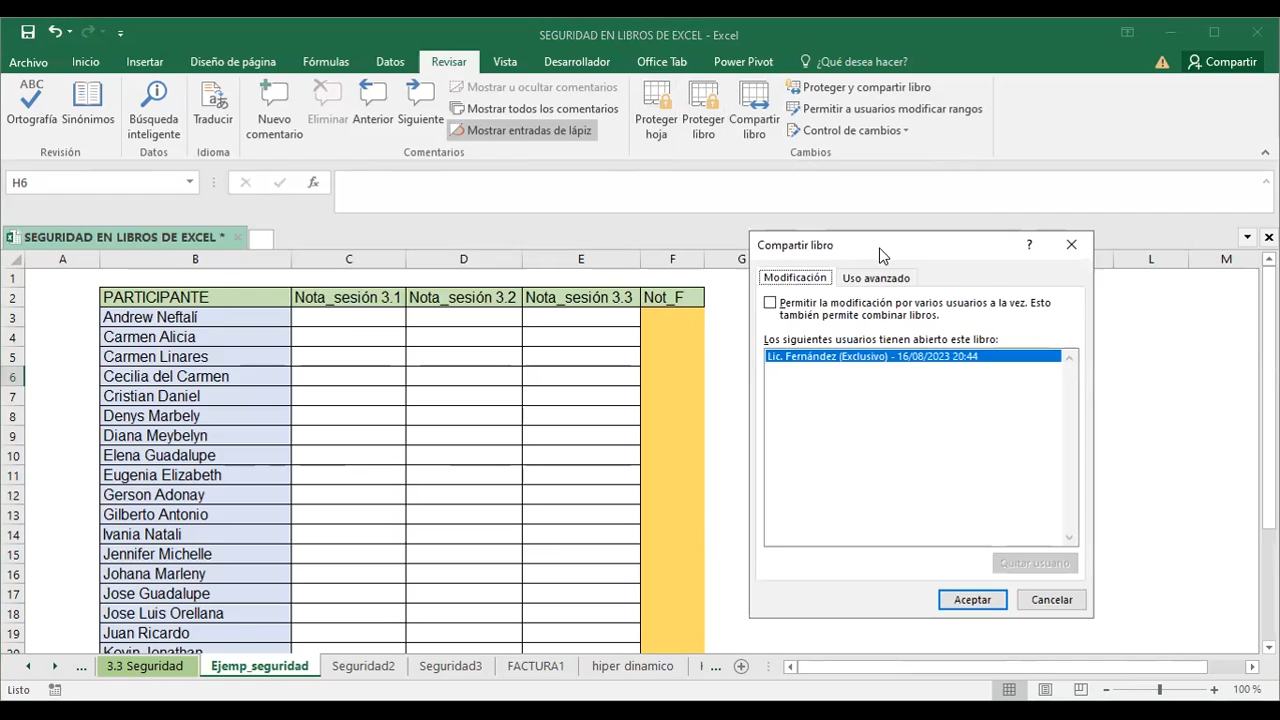 SEGURIDAD EN LIBROS DE EXCEL - Excel
Archivo Inicio Insertar Diseño de página Fórmulas Datos Revisar Vista Desarrollador Office Tab Power Pivot ¿Qué desea hacer? Compartir
ABC
Ortografía
Sinónimos
Revisión
Búsqueda
inteligente
Datos
Traducir
Idioma
Nuevo
comentario
Eliminar
Anterior
Siguiente
Mostrar u ocultar comentarios
Mostrar todos los comentarios
Mostrar entradas de lápiz
Comentarios
Proteger
hoja
Proteger
libro
Compartir
libro
Proteger y compartir libro
Permitir a usuarios modificar rangos
Control de cambios
Cambios
H6
fx
SEGURIDAD EN LIBROS DE EXCEL *
A B C D E F G L M
1
2 PARTICIPANTE Nota_sesión 3.1 Nota_sesión 3.2 Nota_sesión 3.3 Not_F
3 Andrew Neftalí
4 Carmen Alicia
5 Carmen Linares
6 Cecilia del Carmen
7 Cristian Daniel
8 Denys Marbely
9 Diana Meybelyn
10 Elena Guadalupe
11 Eugenia Elizabeth
12 Gerson Adonay
13 Gilberto Antonio
14 Ivania Natali
15 Jennifer Michelle
16 Johana Marleny
17 Jose Guadalupe
18 Jose Luis Orellana
19 Juan Ricardo
20 Kevin Jonathan
Compartir libro
?
Modificación Uso avanzado
Permitir la modificación por varios usuarios a la vez. Esto
también permite combinar libros.
Los siguientes usuarios tienen abierto este libro:
Lic. Fernández (Exclusivo) - 16/08/2023 20:44
Quitar usuario
Aceptar Cancelar
... 3.3 Seguridad Ejemp_seguridad Seguridad2 Seguridad3 FACTURA1 hiper dinamico ...
Listo 100 %